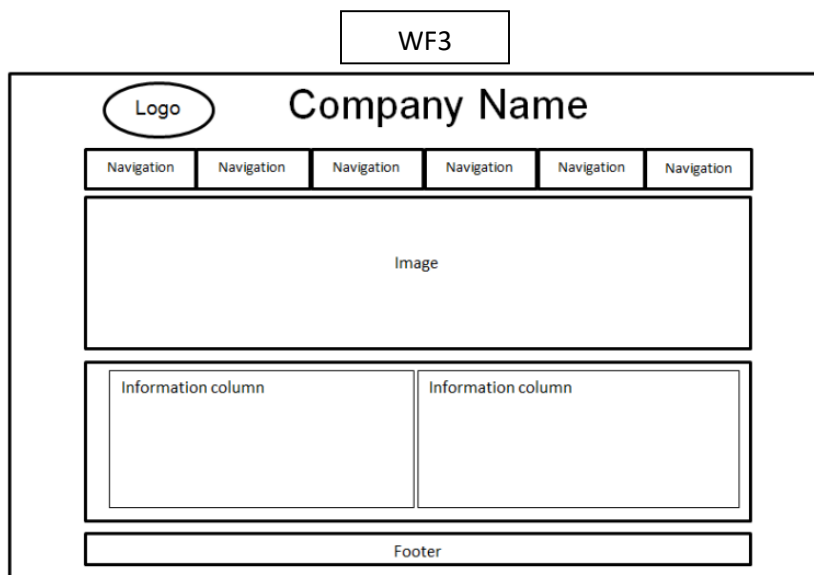 WF3
Logo
Company Name
Navigation Navigation Navigation Navigation Navigation Navigation
Image
Information column
Information column
Footer